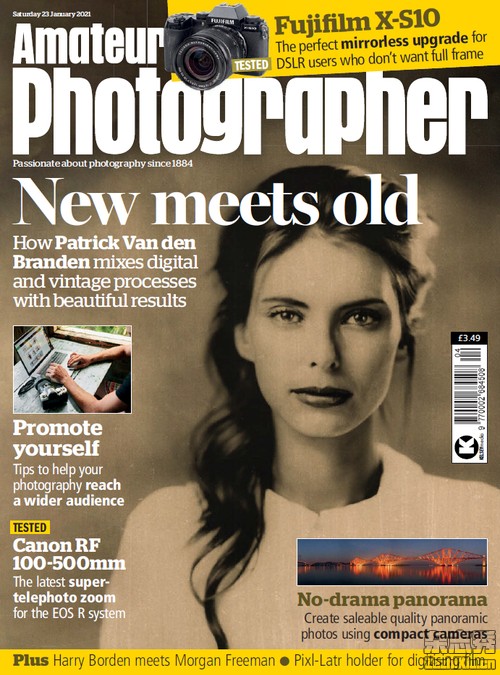 Saturday 23 January 2021
Amateur
Photographer
Passionate about photography since 1884
FUJIFILM
TESTED
Fujifilm X-S10
The perfect mirrorless upgrade for
DSLR users who don't want full frame
New meets old
How Patrick Van den
Branden mixes digital
and vintage processes
with beautiful results
£3.49
04
9 770002 684508
K
KELSEYmedia
Promote
yourself
Tips to help your
photography reach
a wider audience
TESTED
Canon RF
100-500mm
The latest super-
telephoto zoom
for the EOS R system
No-drama panorama
Create saleable quality panoramic
photos using compact cameras
Plus Harry Borden meets Morgan Freeman ● Pixl-Latr holder for digitising film